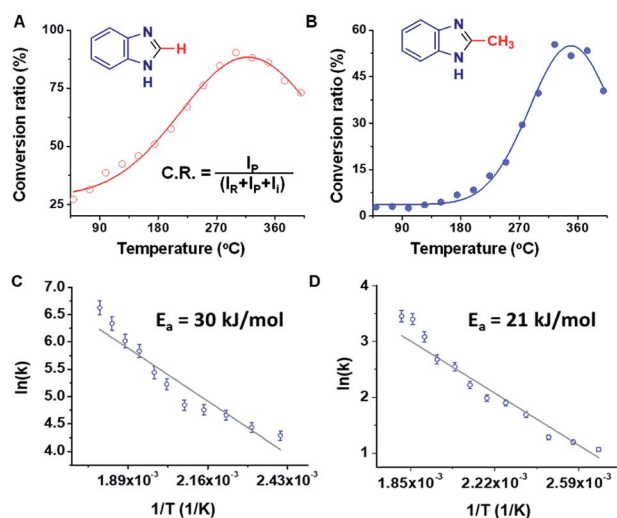 A
N
H
N
H
C.R. = I_P / (I_R+I_P+I_i)
Conversion ratio (%)
100
75
50
25
90 180 270 360
Temperature (ºC)
B
N
CH₃
N
H
Conversion ratio (%)
60
45
30
15
0
90 180 270 360
Temperature (ºC)
C
Eₐ = 30 kJ/mol
ln(k)
7.0
6.5
6.0
5.5
5.0
4.5
4.0
1.89x10⁻³ 2.16x10⁻³ 2.43x10⁻³
1/T (1/K)
D
Eₐ = 21 kJ/mol
ln(k)
4
3
2
1
1.85x10⁻³ 2.22x10⁻³ 2.59x10⁻³
1/T (1/K)